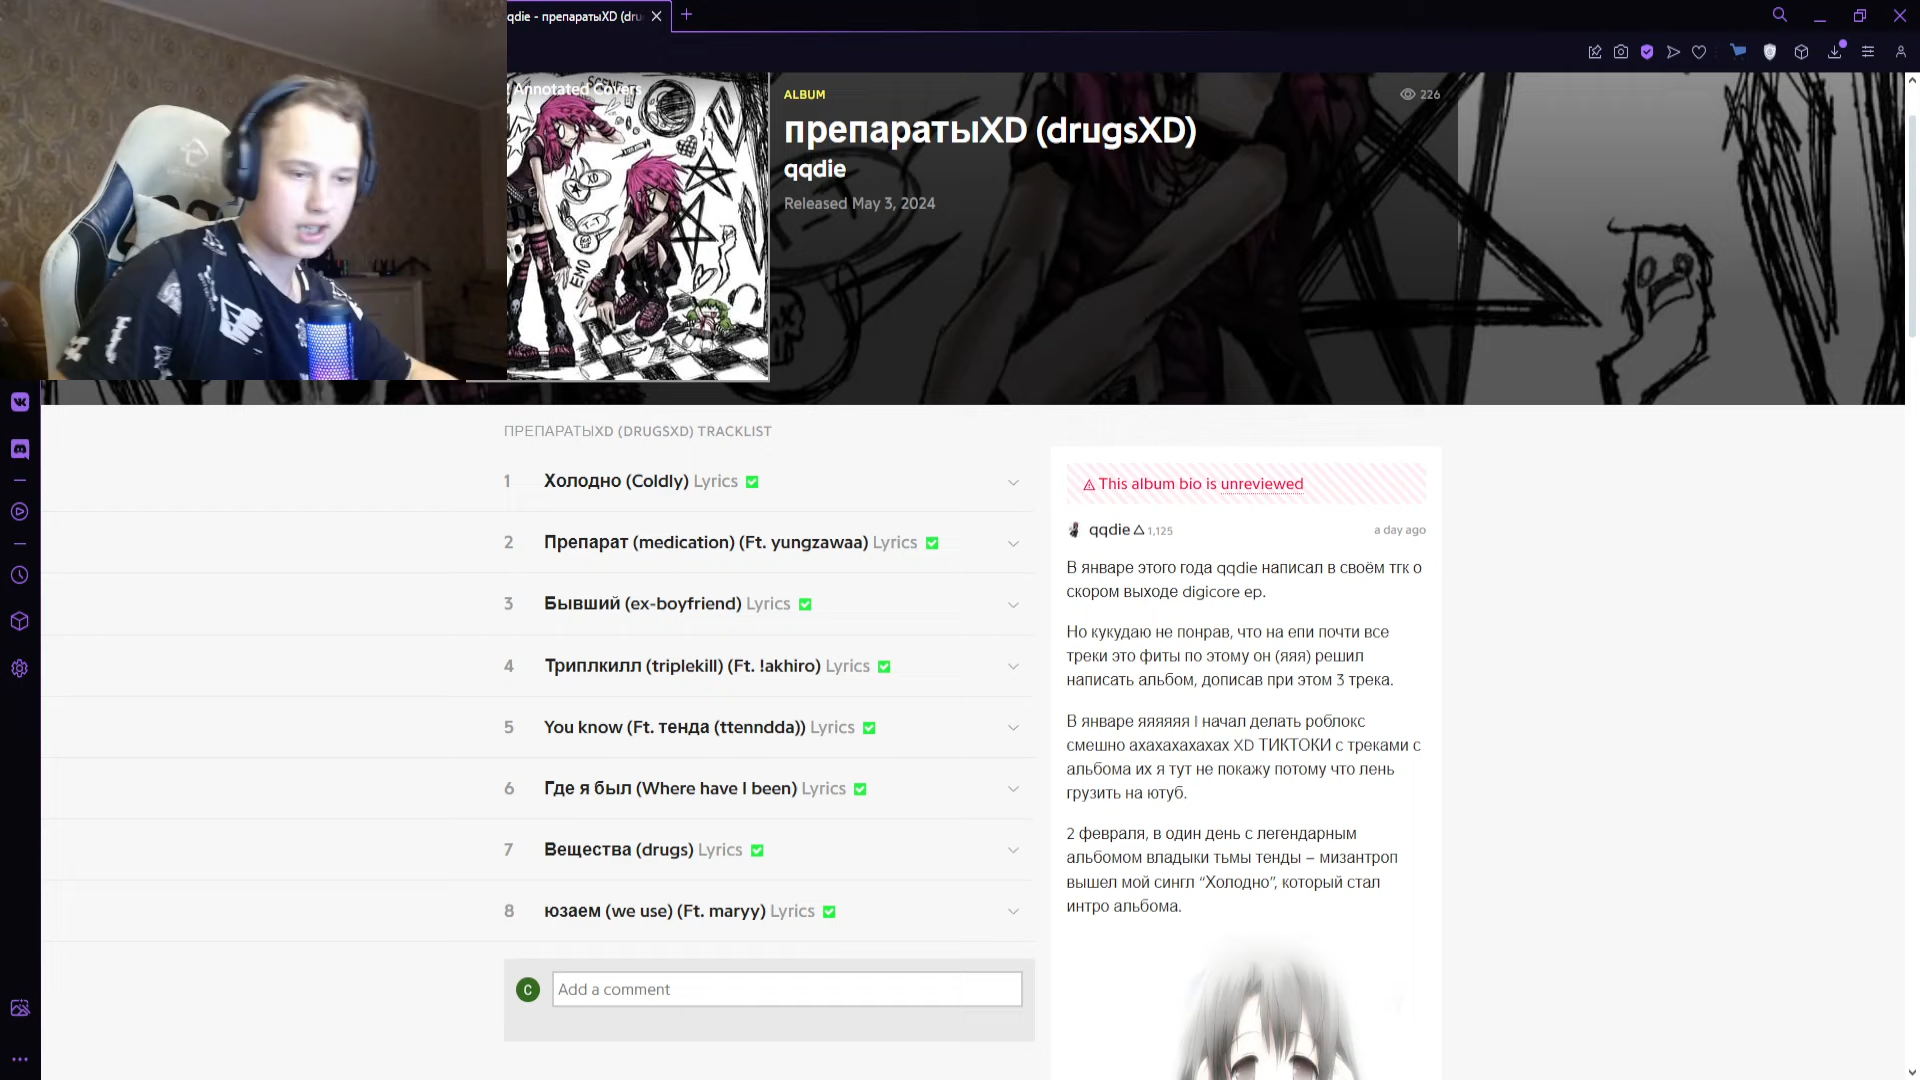 qqdie - препаратыXD (dru
Annotated Covers
SCENE
XD
T-T
EMO
ALBUM
226
препаратыXD (drugsXD)
qqdie
Released May 3, 2024
ПРЕПАРАТЫXD (DRUGSXD) TRACKLIST
1 Холодно (Coldly) Lyrics
2 Препарат (medication) (Ft. yungzawaa) Lyrics
3 Бывший (ex-boyfriend) Lyrics
4 Триплкилл (triplekill) (Ft. !akhiro) Lyrics
5 You know (Ft. тенда (ttenndda)) Lyrics
6 Где я был (Where have I been) Lyrics
7 Вещества (drugs) Lyrics
8 юзаем (we use) (Ft. maryy) Lyrics
C
Add a comment
This album bio is unreviewed
qqdie 1,125
a day ago
В январе этого года qqdie написал в своём тгк о
скором выходе digicore ep.
Но кукудаю не понрав, что на епи почти все
треки это фиты по этому он (яяя) решил
написать альбом, дописав при этом 3 трека.
В январе яяяяяя I начал делать роблокс
смешно ахахахахахах XD ТИКТОКИ с треками с
альбома их я тут не покажу потому что лень
грузить на ютуб.
2 февраля, в один день с легендарным
альбомом владыки тьмы тенды – мизантроп
вышел мой сингл “Холодно”, который стал
интро альбома.